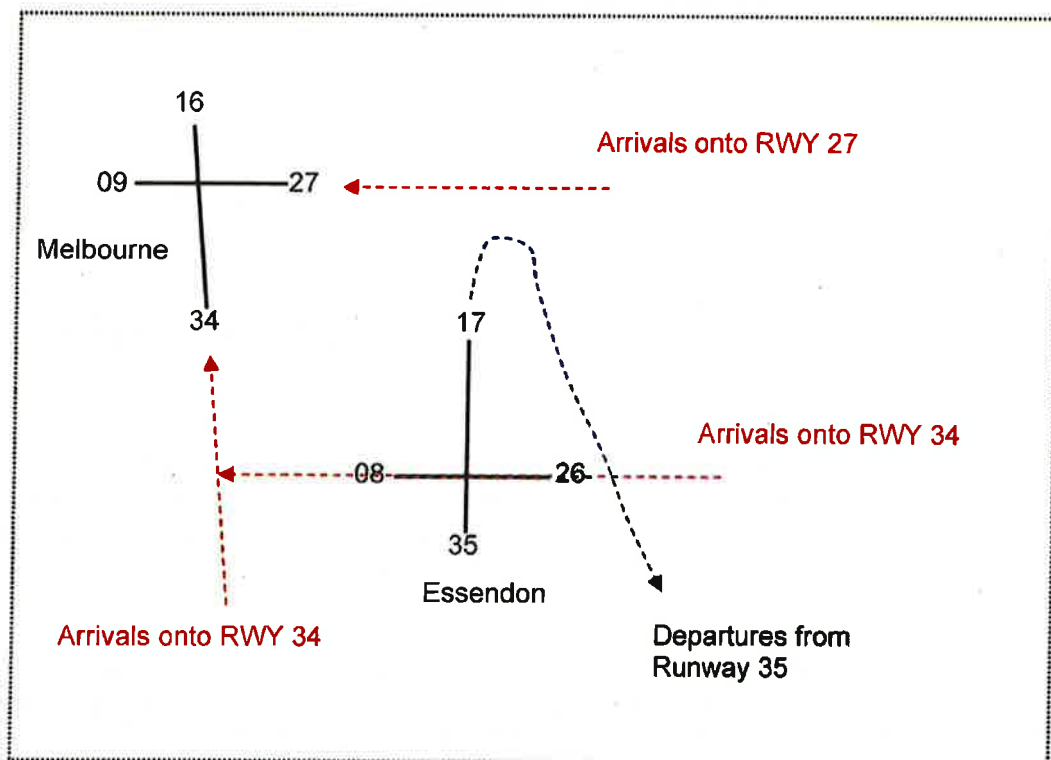 16
Arrivals onto RWY 27
09
27
Melbourne
34
17
Arrivals onto RWY 34
08
26
35
Essendon
Arrivals onto RWY 34
Departures from
Runway 35